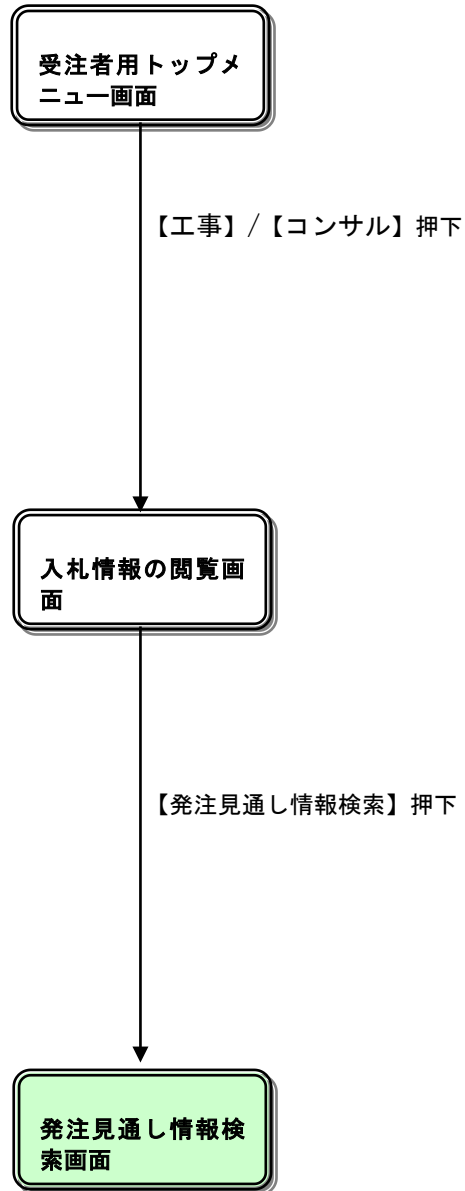 受注者用トップメ
ニュー画面
【工事】/【コンサル】押下
入札情報の閲覧画
面
【発注見通し情報検索】押下
発注見通し情報検
索画面